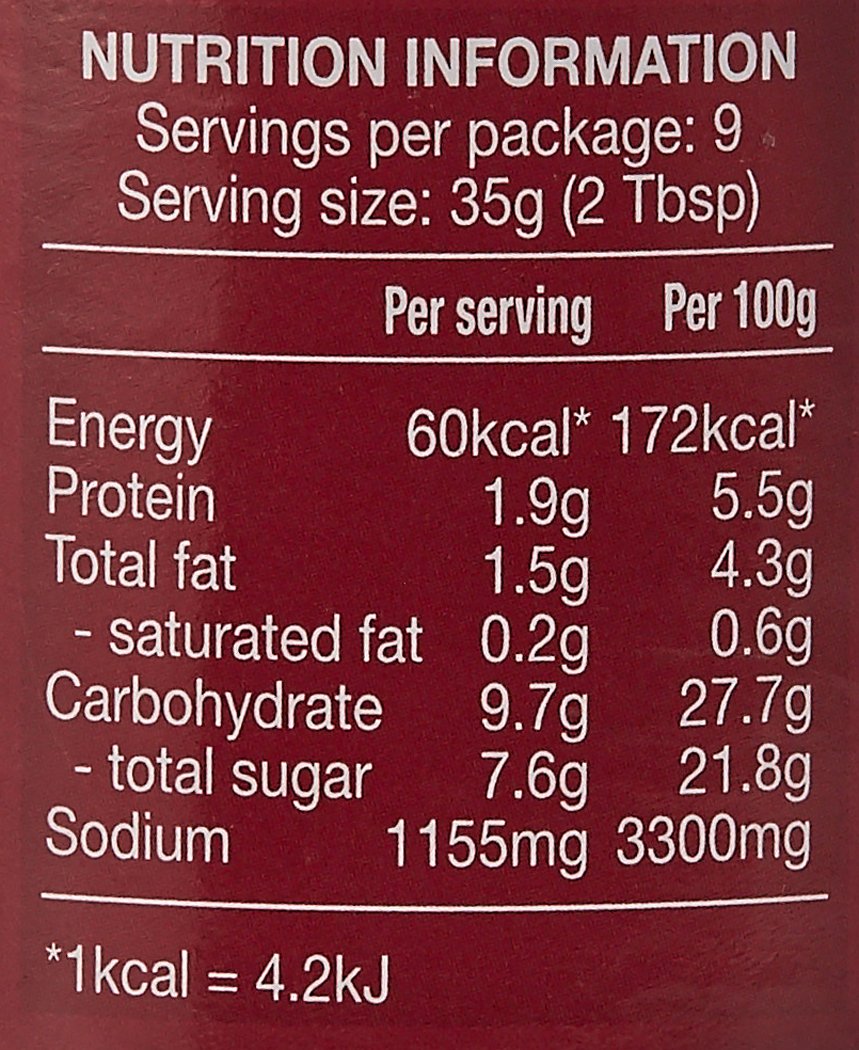 NUTRITION INFORMATION
Servings per package: 9
Serving size: 35g (2 Tbsp)
Per serving Per 100g
Energy 60kcal* 172kcal*
Protein 1.9g 5.5g
Total fat 1.5g 4.3g
- saturated fat 0.2g 0.6g
Carbohydrate 9.7g 27.7g
- total sugar 7.6g 21.8g
Sodium 1155mg 3300mg
*1kcal = 4.2kJ